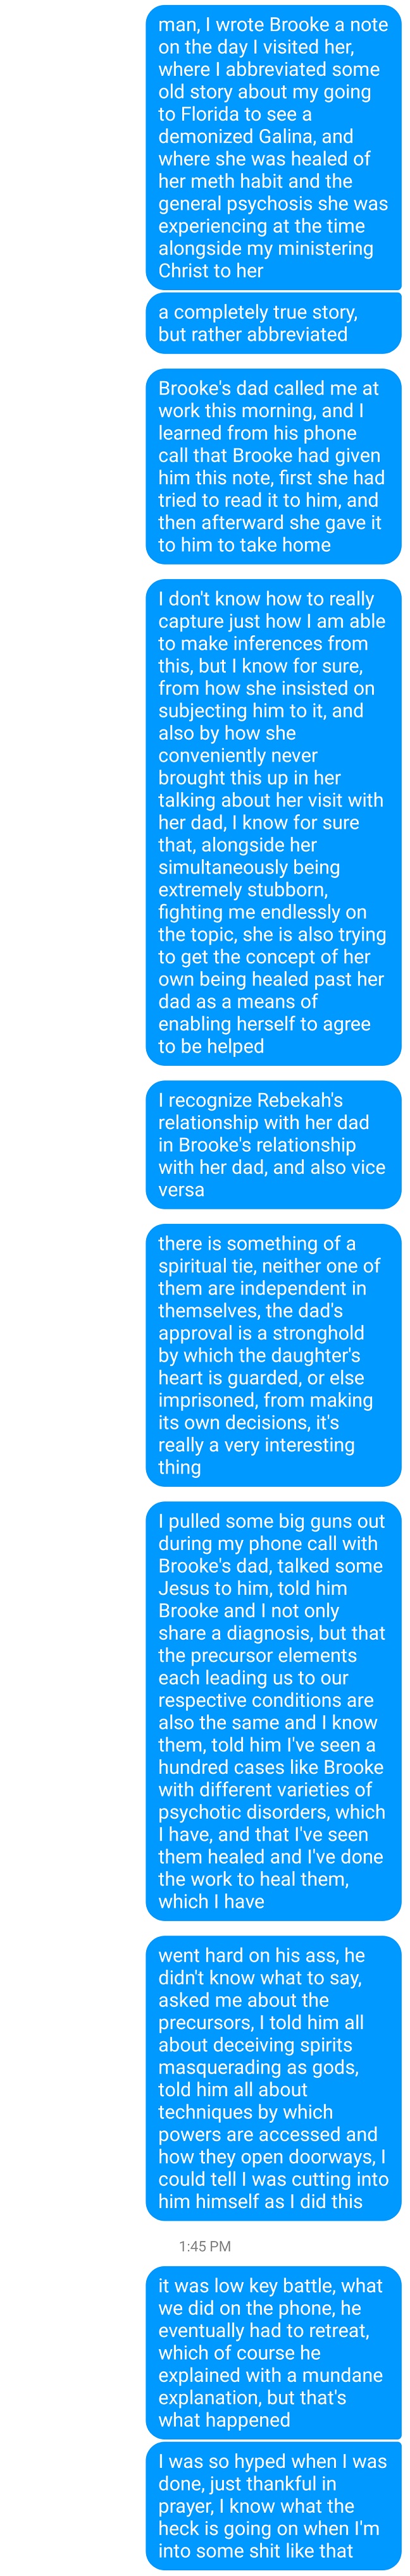 man, I wrote Brooke a note
on the day I visited her,
where I abbreviated some
old story about my going
to Florida to see a
demonized Galina, and
where she was healed of
her meth habit and the
general psychosis she was
experiencing at the time
alongside my ministering
Christ to her
a completely true story,
but rather abbreviated
Brooke's dad called me at
work this morning, and I
learned from his phone
call that Brooke had given
him this note, first she had
tried to read it to him, and
then afterward she gave it
to him to take home
I don't know how to really
capture just how I am able
to make inferences from
this, but I know for sure,
from how she insisted on
subjecting him to it, and
also by how she
conveniently never
brought this up in her
talking about her visit with
her dad, I know for sure
that, alongside her
simultaneously being
extremely stubborn,
fighting me endlessly on
the topic, she is also trying
to get the concept of her
own being healed past her
dad as a means of
enabling herself to agree
to be helped
I recognize Rebekah's
relationship with her dad
in Brooke's relationship
with her dad, and also vice
versa
there is something of a
spiritual tie, neither one of
them are independent in
themselves, the dad's
approval is a stronghold
by which the daughter's
heart is guarded, or else
imprisoned, from making
its own decisions, it's
really a very interesting
thing
I pulled some big guns out
during my phone call with
Brooke's dad, talked some
Jesus to him, told him
Brooke and I not only
share a diagnosis, but that
the precursor elements
each leading us to our
respective conditions are
also the same and I know
them, told him I've seen a
hundred cases like Brooke
with different varieties of
psychotic disorders, which
I have, and that I've seen
them healed and I've done
the work to heal them,
which I have
went hard on his ass, he
didn't know what to say,
asked me about the
precursors, I told him all
about deceiving spirits
masquerading as gods,
told him all about
techniques by which
powers are accessed and
how they open doorways, I
could tell I was cutting into
him himself as I did this
1:45 PM
it was low key battle, what
we did on the phone, he
eventually had to retreat,
which of course he
explained with a mundane
explanation, but that's
what happened
I was so hyped when I was
done, just thankful in
prayer, I know what the
heck is going on when I'm
into some shit like that